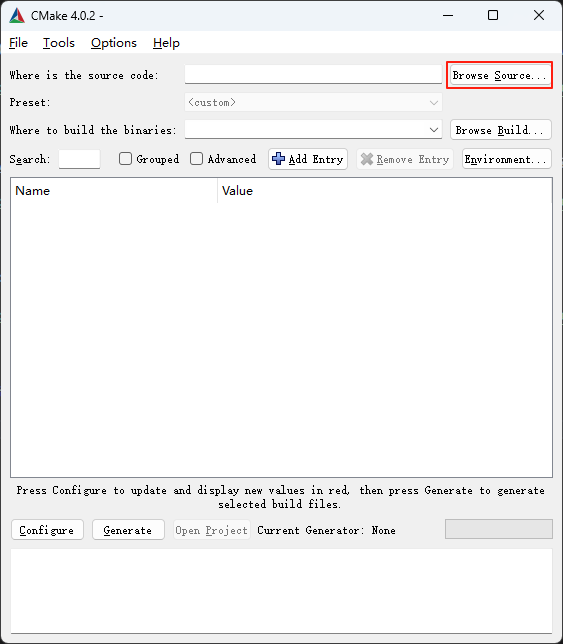 CMake 4.0.2 -
File Tools Options Help
Where is the source code: Browse Source...
Preset: <custom>
Where to build the binaries: Browse Build...
Search: Grouped Advanced Add Entry Remove Entry Environment...
Name Value
Press Configure to update and display new values in red, then press Generate to generate
selected build files.
Configure Generate Open Project Current Generator: None